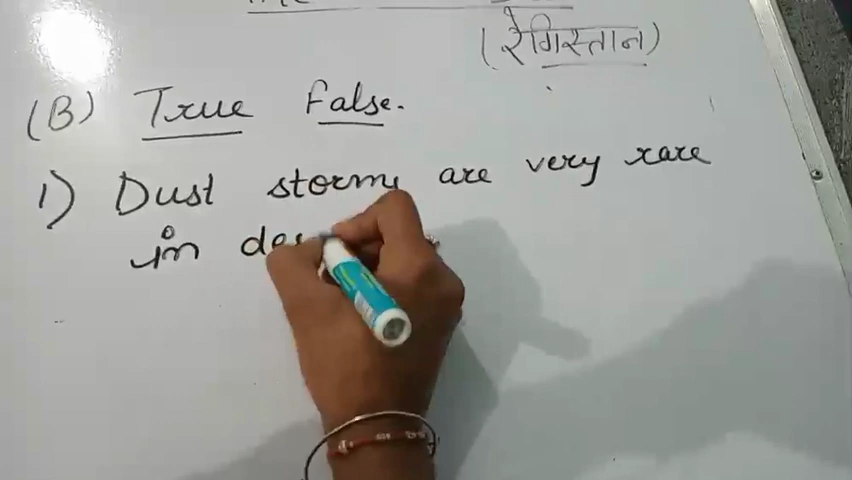 (रेगिस्तान)
(B) True False.
1) Dust storms are very rare
in